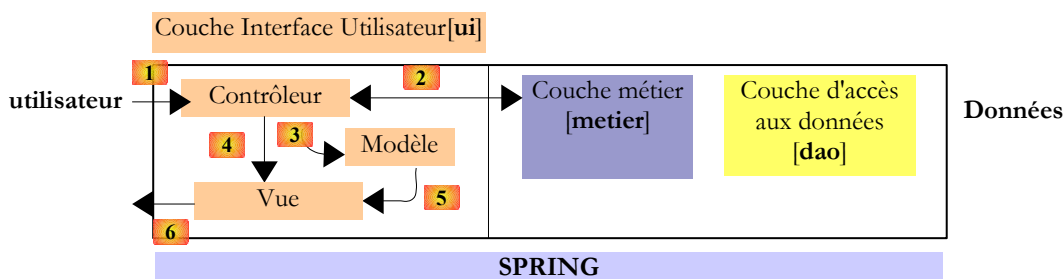 Couche Interface Utilisateur[ui]
1
2
utilisateur
Contrôleur
Couche métier
[metier]
Couche d'accès
aux données
[dao]
Données
4
3
Modèle
Vue
5
6
SPRING